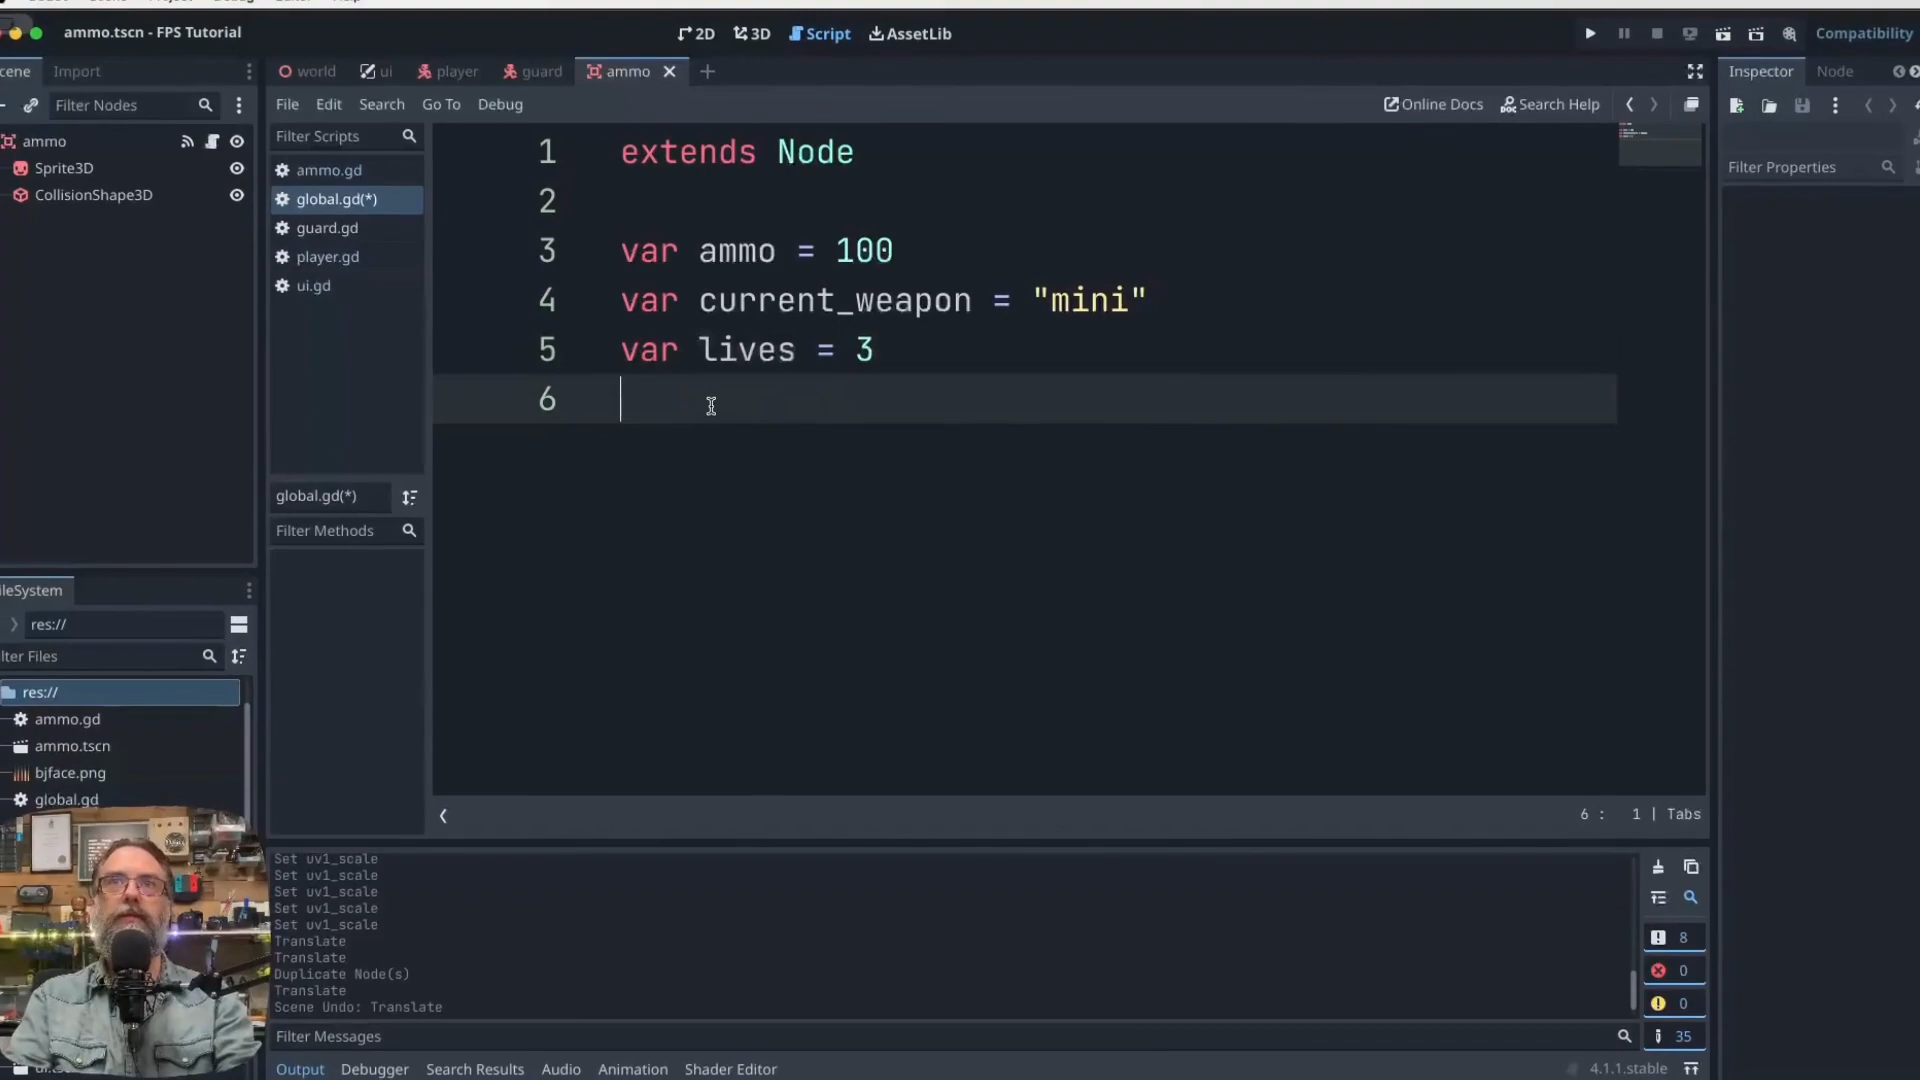 ammo.tscn - FPS Tutorial
2D
3D
Script
AssetLib
Compatibility
Import
world
ui
player
guard
ammo
Inspector
Node
Filter Nodes
File
Edit
Search
Go To
Debug
Online Docs
Search Help
Filter Scripts
ammo
Sprite3D
CollisionShape3D
ammo.gd
global.gd(*)
guard.gd
player.gd
ui.gd
1 extends Node
2
3 var ammo = 100
4 var current_weapon = "mini"
5 var lives = 3
6
Filter Properties
global.gd(*)
Filter Methods
res://
res://
ammo.gd
ammo.tscn
bjface.png
global.gd
6 : 1 | Tabs
Set uv1_scale
Set uv1_scale
Set uv1_scale
Set uv1_scale
Set uv1_scale
Translate
Translate
Duplicate Node(s)
Translate
Scene Undo: Translate
8
0
0
35
Filter Messages
Output
Debugger
Search Results
Audio
Animation
Shader Editor
4.1.1.stable